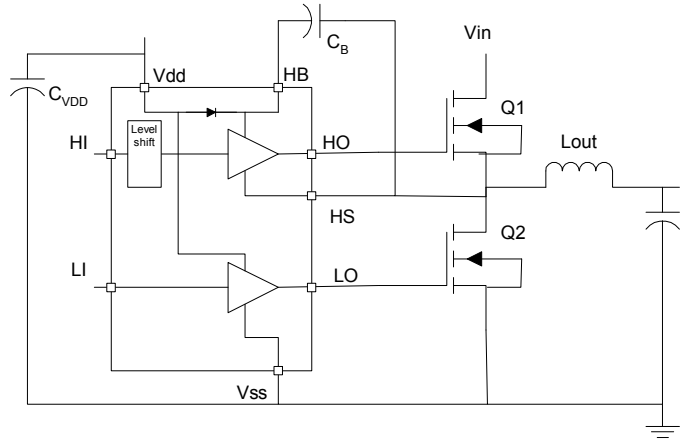 C_B
Vin
Vdd
HB
C_VDD
Q1
Level
shift
HI
HO
Lout
HS
Q2
LI
LO
Vss